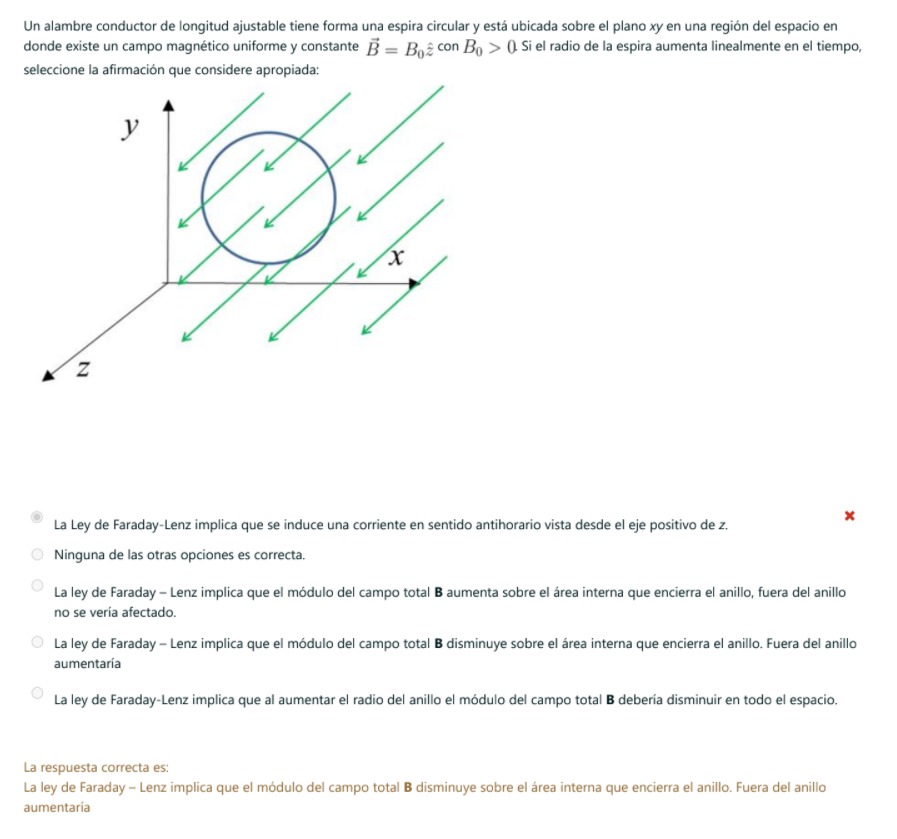 Un alambre conductor de longitud ajustable tiene forma una espira circular y está ubicada sobre el plano xy en una región del espacio en
donde existe un campo magnético uniforme y constante B⃗ = B₀ẑ con B₀ > 0. Si el radio de la espira aumenta linealmente en el tiempo,
seleccione la afirmación que considere apropiada:
y
x
z
La Ley de Faraday-Lenz implica que se induce una corriente en sentido antihorario vista desde el eje positivo de z.
Ninguna de las otras opciones es correcta.
La ley de Faraday – Lenz implica que el módulo del campo total B aumenta sobre el área interna que encierra el anillo, fuera del anillo
no se vería afectado.
La ley de Faraday – Lenz implica que el módulo del campo total B disminuye sobre el área interna que encierra el anillo. Fuera del anillo
aumentaría
La ley de Faraday-Lenz implica que al aumentar el radio del anillo el módulo del campo total B debería disminuir en todo el espacio.
La respuesta correcta es:
La ley de Faraday – Lenz implica que el módulo del campo total B disminuye sobre el área interna que encierra el anillo. Fuera del anillo
aumentaría